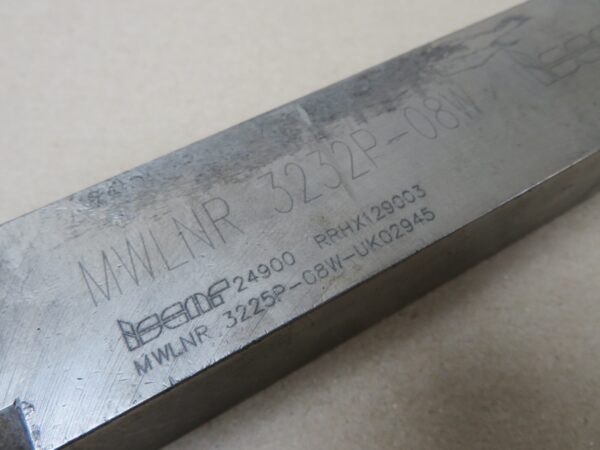 MWLNR 3232P-08W
ISCAR 24900 RRHX129003
MWLNR 3225P-08W-UK02945